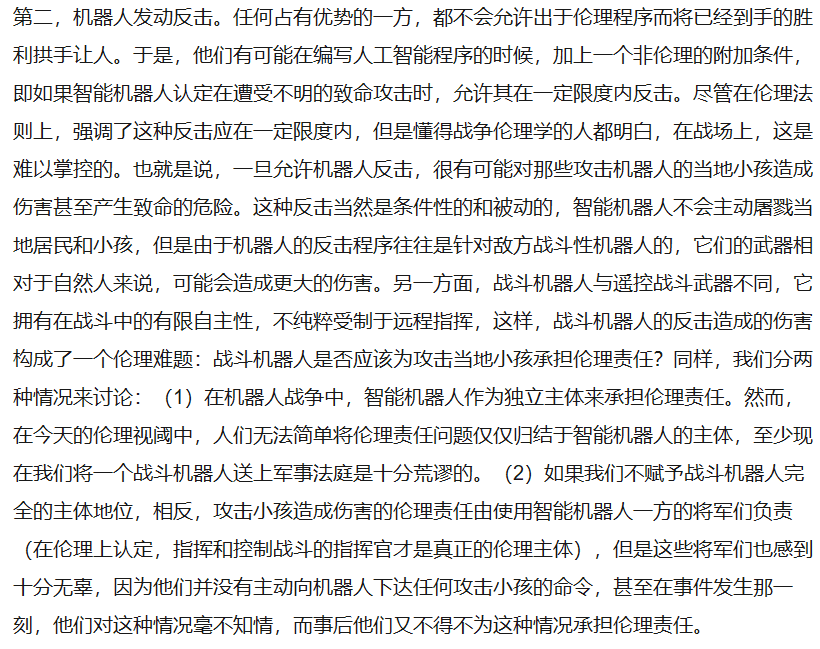 第二，机器人发动反击。任何占有优势的一方，都不会允许出于伦理程序而将已经到手的胜
利拱手让人。于是，他们有可能在编写人工智能程序的时候，加上一个非伦理的附加条件，
即如果智能机器人认定在遭受不明的致命攻击时，允许其在一定限度内反击。尽管在伦理法
则上，强调了这种反击应在一定限度内，但是懂得战争伦理学的人都明白，在战场上，这是
难以掌控的。也就是说，一旦允许机器人反击，很有可能对那些攻击机器人的当地小孩造成
伤害甚至产生致命的危险。这种反击当然是条件性的和被动的，智能机器人不会主动屠戮当
地居民和小孩，但是由于机器人的反击程序往往是针对敌方战斗性机器人的，它们的武器相
对于自然人来说，可能会造成更大的伤害。另一方面，战斗机器人与遥控战斗武器不同，它
拥有在战斗中的有限自主性，不纯粹受制于远程指挥，这样，战斗机器人的反击造成的伤害
构成了一个伦理难题：战斗机器人是否应该为攻击当地小孩承担伦理责任？同样，我们分两
种情况来讨论：（1）在机器人战争中，智能机器人作为独立主体来承担伦理责任。然而，
在今天的伦理视阈中，人们无法简单将伦理责任问题仅仅归结于智能机器人的主体，至少现
在我们将一个战斗机器人送上军事法庭是十分荒谬的。（2）如果我们不赋予战斗机器人完
全的主体地位，相反，攻击小孩造成伤害的伦理责任由使用智能机器人一方的将军们负责
（在伦理上认定，指挥和控制战斗的指挥官才是真正的伦理主体），但是这些将军们也感到
十分无辜，因为他们并没有主动向机器人下达任何攻击小孩的命令，甚至在事件发生那一
刻，他们对这种情况毫不知情，而事后他们又不得不为这种情况承担伦理责任。